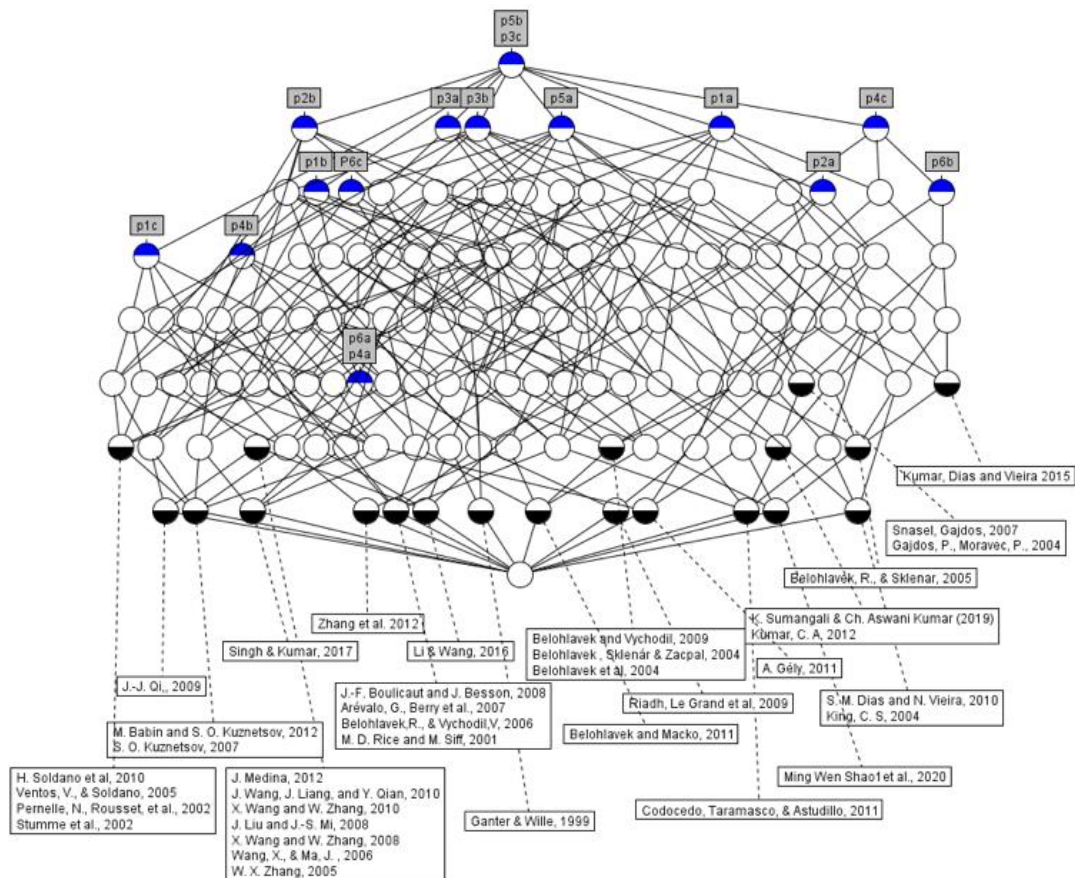 p5b
p3c
p2b
p3a
p3b
p5a
p1a
p4c
p1b
P6c
p2a
p6b
p1c
p4b
p6a
p4a
Kumar, Dias and Vieira 2015
Snasel, Gajdos, 2007
Gajdos, P., Moravec, P., 2004
Belohlavek, R., & Sklenar, 2005
K. Sumangali & Ch. Aswani Kumar (2019)
Kumar, C. A, 2012
Zhang et al. 2012
Singh & Kumar, 2017
Li & Wang, 2016
Belohlavek and Vychodil, 2009
Belohlavek , Sklenár & Zacpal, 2004
Belohlavek et al, 2004
A. Gély, 2011
J.-J. Qi,, 2009
J.-F. Boulicaut and J. Besson, 2008
Arévalo, G., Berry et al., 2007
Belohlavek,R., & Vychodil,V, 2006
M. D. Rice and M. Siff, 2001
Riadh, Le Grand et al, 2009
S.-M. Dias and N. Vieira, 2010
King, C. S, 2004
M. Babin and S. O. Kuznetsov, 2012
S. O. Kuznetsov, 2007
Belohlavek and Macko, 2011
H. Soldano et al, 2010
Ventos, V., & Soldano, 2005
Pernelle, N., Rousset, et al., 2002
Stumme et al., 2002
J. Medina, 2012
J. Wang, J. Liang, and Y. Qian, 2010
X. Wang and W. Zhang, 2010
J. Liu and J.-S. Mi, 2008
X. Wang and W. Zhang, 2008
Wang, X., & Ma, J. , 2006
W. X. Zhang, 2005
Ming Wen Shao1 et al., 2020
Codocedo, Taramasco, & Astudillo, 2011
Ganter & Wille, 1999